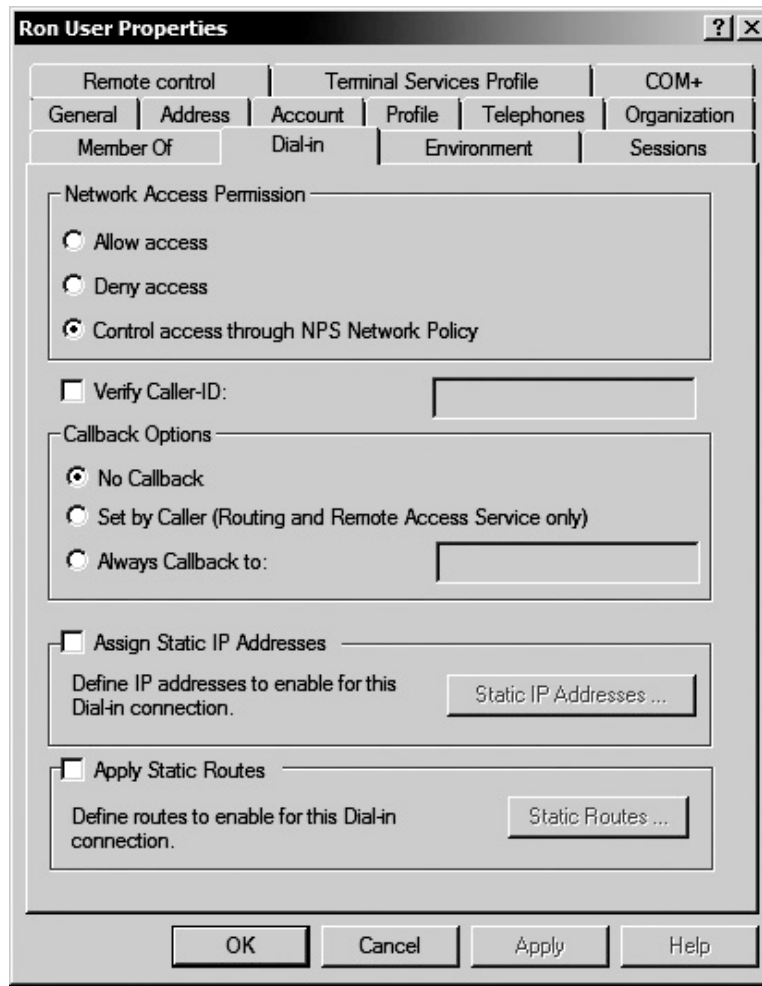 Ron User Properties
Remote control Terminal Services Profile COM+
General Address Account Profile Telephones Organization
Member Of Dial-in Environment Sessions
Network Access Permission
Allow access
Deny access
Control access through NPS Network Policy
Verify Caller-ID:
Callback Options
No Callback
Set by Caller (Routing and Remote Access Service only)
Always Callback to:
Assign Static IP Addresses
Define IP addresses to enable for this
Dial-in connection.
Static IP Addresses ...
Apply Static Routes
Define routes to enable for this Dial-in
connection.
Static Routes ...
OK Cancel Apply Help